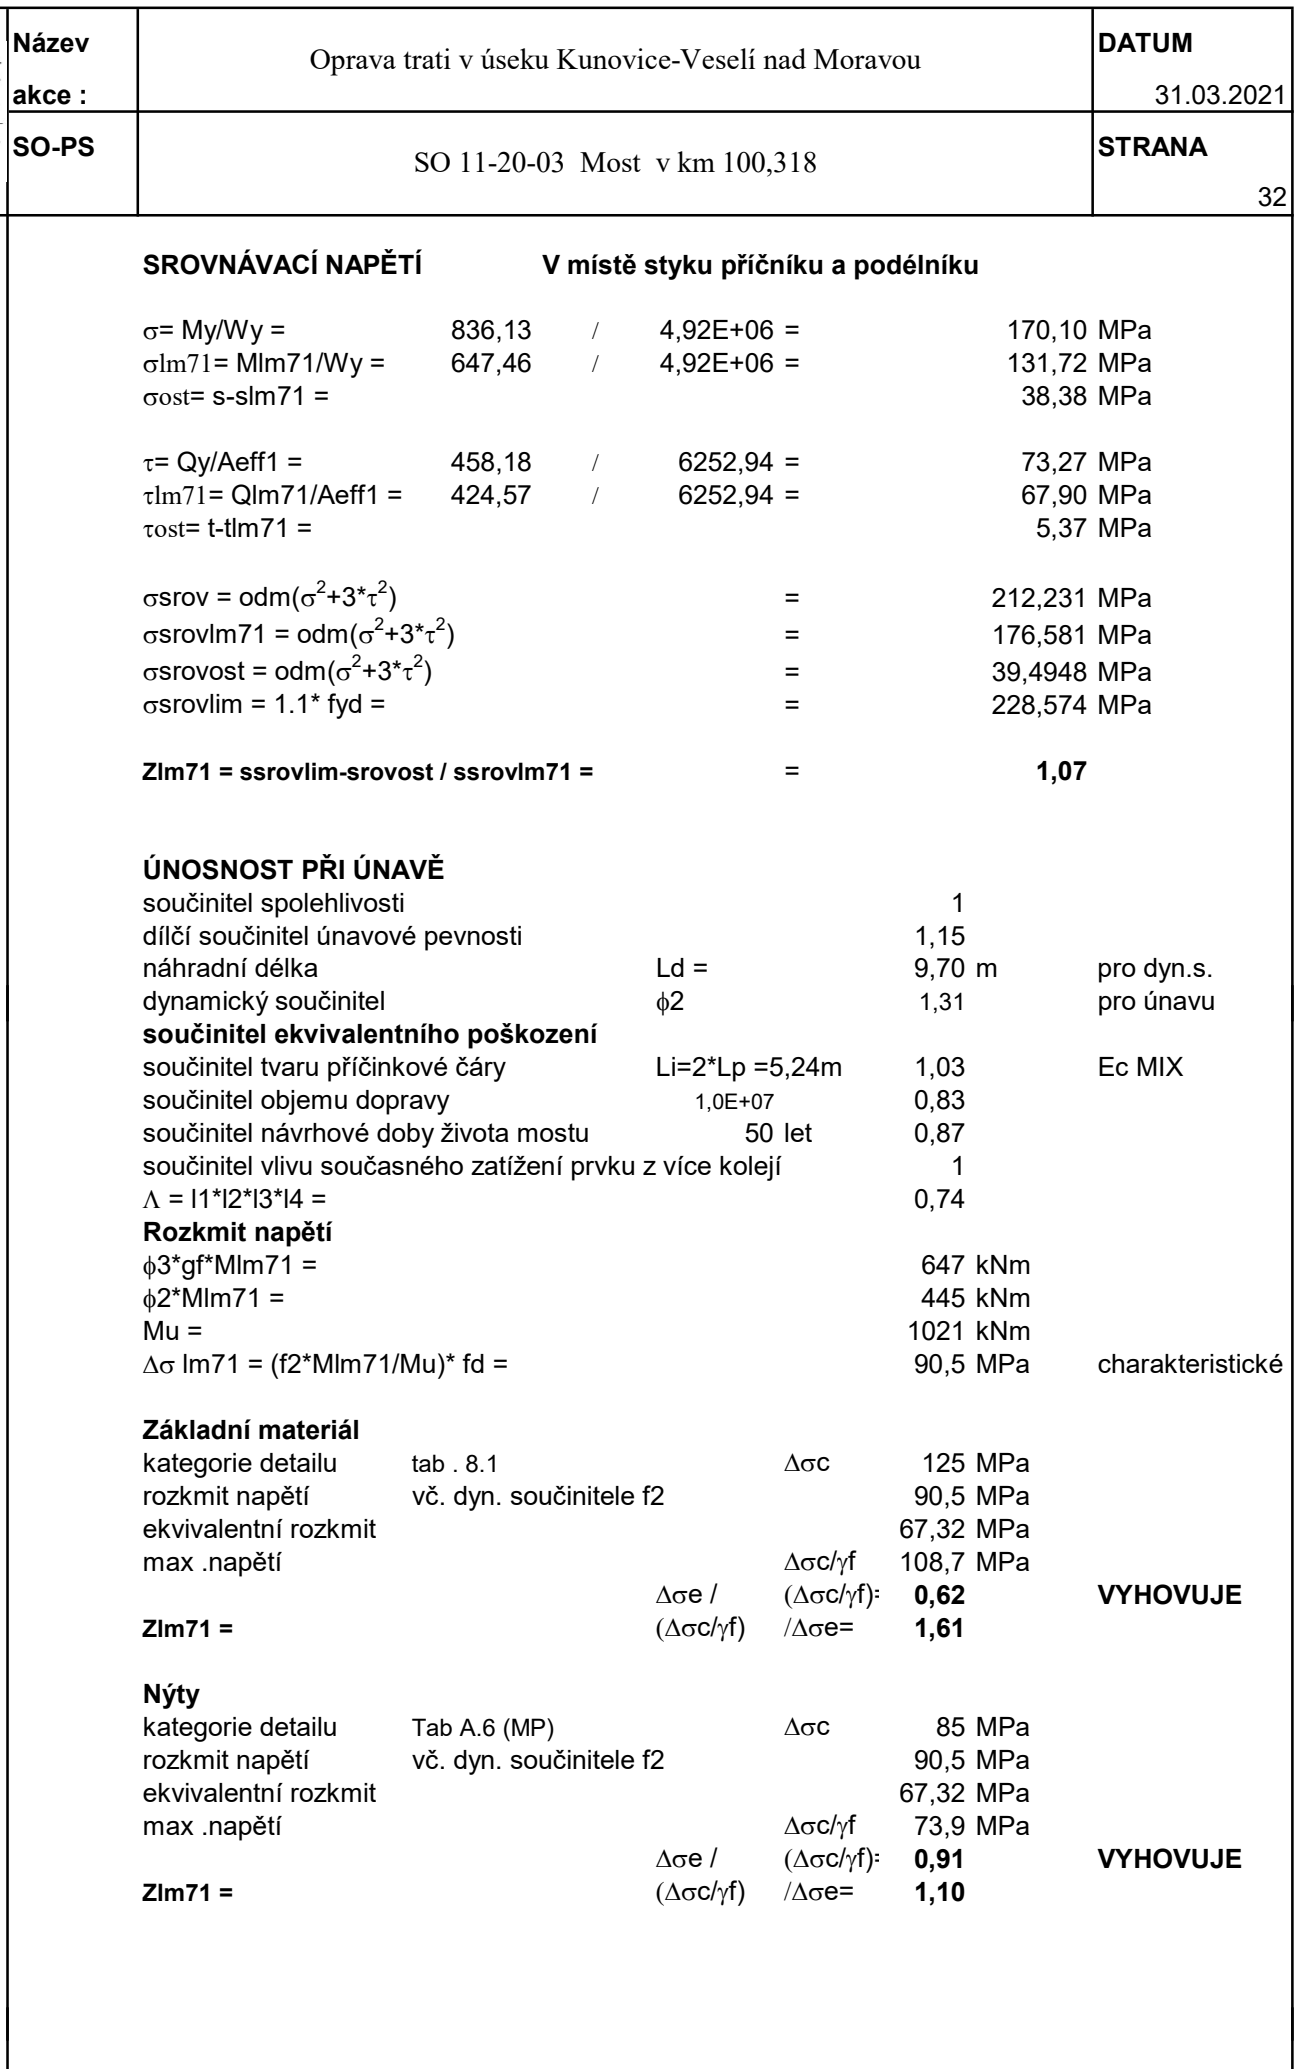 Název akce :
Oprava trati v úseku Kunovice-Veselí nad Moravou
DATUM
31.03.2021
SO-PS
SO 11-20-03 Most v km 100,318
STRANA
32
SROVNÁVACÍ NAPĚTÍ V místě styku příčníku a podélníku
σ= My/Wy = 836,13 / 4,92E+06 = 170,10 MPa
σlm71= Mlm71/Wy = 647,46 / 4,92E+06 = 131,72 MPa
σost= s-slm71 = 38,38 MPa
τ= Qy/Aeff1 = 458,18 / 6252,94 = 73,27 MPa
τlm71= Qlm71/Aeff1 = 424,57 / 6252,94 = 67,90 MPa
τost= t-tlm71 = 5,37 MPa
σsrov = odm(σ²+3*τ²) = 212,231 MPa
σsrovlm71 = odm(σ²+3*τ²) = 176,581 MPa
σsrovost = odm(σ²+3*τ²) = 39,4948 MPa
σsrovlim = 1.1* fyd = = 228,574 MPa
Zlm71 = ssrovlim-srovost / ssrovlm71 = = 1,07
ÚNOSNOST PŘI ÚNAVĚ
součinitel spolehlivosti 1
dílčí součinitel únavové pevnosti 1,15
náhradní délka Ld = 9,70 m pro dyn.s.
dynamický součinitel ϕ2 1,31 pro únavu
součinitel ekvivalentního poškození
součinitel tvaru příčinkové čáry Li=2*Lp =5,24m 1,03 Ec MIX
součinitel objemu dopravy 1,0E+07 0,83
součinitel návrhové doby života mostu 50 let 0,87
součinitel vlivu současného zatížení prvku z více kolejí 1
Λ = l1*l2*l3*l4 = 0,74
Rozkmit napětí
ϕ3*gf*Mlm71 = 647 kNm
ϕ2*Mlm71 = 445 kNm
Mu = 1021 kNm
Δσ lm71 = (f2*Mlm71/Mu)* fd = 90,5 MPa charakteristické
Základní materiál
kategorie detailu tab . 8.1 Δσc 125 MPa
rozkmit napětí vč. dyn. součinitele f2 90,5 MPa
ekvivalentní rozkmit 67,32 MPa
max .napětí Δσc/γf 108,7 MPa
Δσe / (Δσc/γf)= 0,62 VYHOVUJE
Zlm71 = (Δσc/γf) /Δσe= 1,61
Nýty
kategorie detailu Tab A.6 (MP) Δσc 85 MPa
rozkmit napětí vč. dyn. součinitele f2 90,5 MPa
ekvivalentní rozkmit 67,32 MPa
max .napětí Δσc/γf 73,9 MPa
Δσe / (Δσc/γf)= 0,91 VYHOVUJE
Zlm71 = (Δσc/γf) /Δσe= 1,10